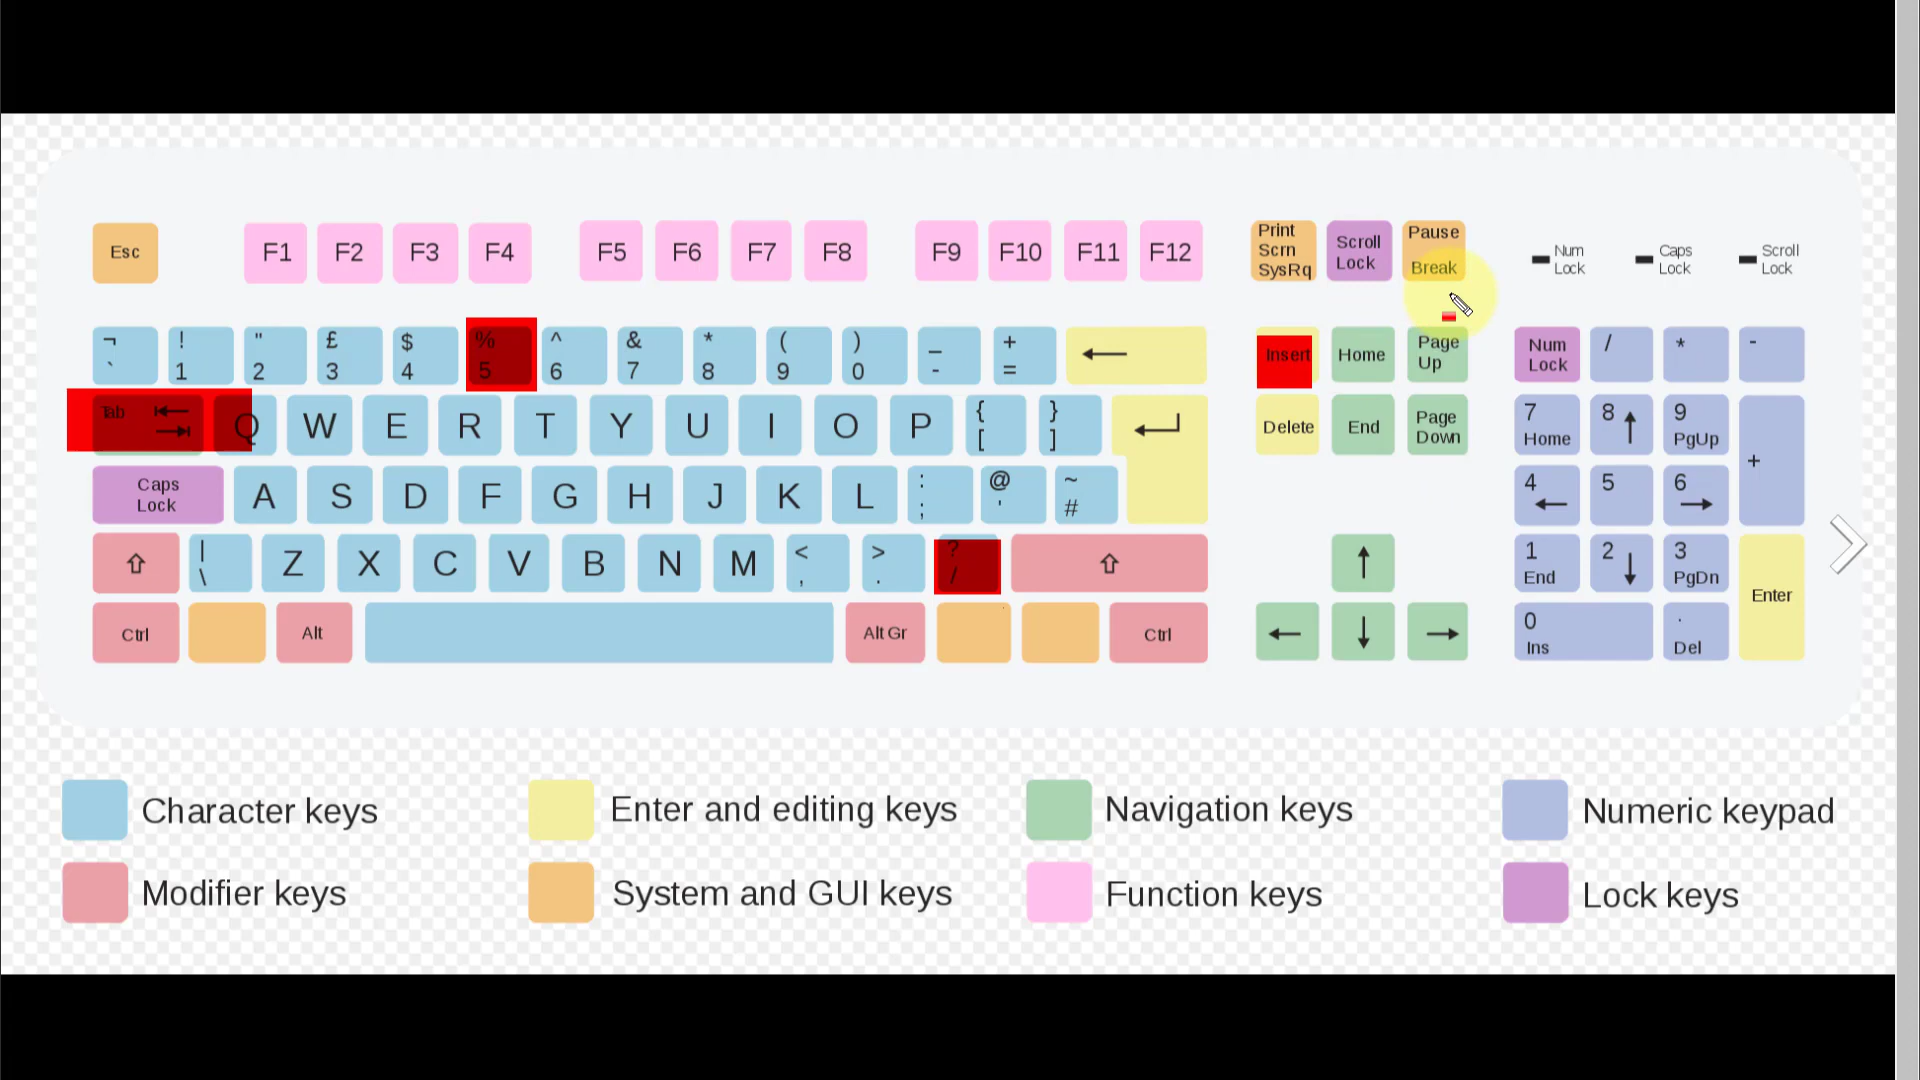 Esc F1 F2 F3 F4 F5 F6 F7 F8 F9 F10 F11 F12
Print
Scrn
SysRq
Scroll
Lock
Pause
Break
Num
Lock
Caps
Lock
Scroll
Lock
¬ ! " £ $ % ^ & * ( ) _ +
` 1 2 3 4 5 6 7 8 9 0 - =
Insert Home
Page
Up
Num
Lock
/ * -
Tab Q W E R T Y U I O P { }
[ ]
Delete End
Page
Down
7 8 9
Home PgUp
+
Caps
Lock
A S D F G H J K L : @ ~
; ' #
4 5 6
| Z X C V B N M < > ?
\ , . /
1 2 3
End PgDn
Enter
Ctrl Alt Alt Gr Ctrl
0 .
Ins Del
Character keys
Enter and editing keys
Navigation keys
Numeric keypad
Modifier keys
System and GUI keys
Function keys
Lock keys